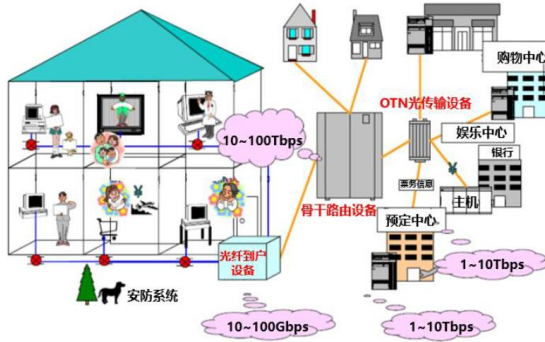 购物中心
OTN光传输设备
娱乐中心
10~100Tbps
银行
票务信息
主机
骨干路由设备
预定中心
光纤到户
设备
1~10Tbps
安防系统
10~100Gbps
1~10Tbps